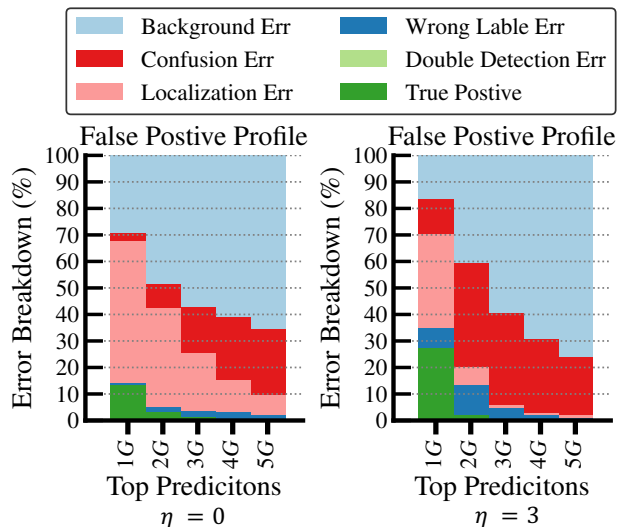 Background Err
Confusion Err
Localization Err
Wrong Lable Err
Double Detection Err
True Postive
False Postive Profile
Error Breakdown (%)
100
90
80
70
60
50
40
30
20
10
0
1G
2G
3G
4G
5G
Top Predicitons
η = 0
False Postive Profile
Error Breakdown (%)
100
90
80
70
60
50
40
30
20
10
0
1G
2G
3G
4G
5G
Top Predicitons
η = 3